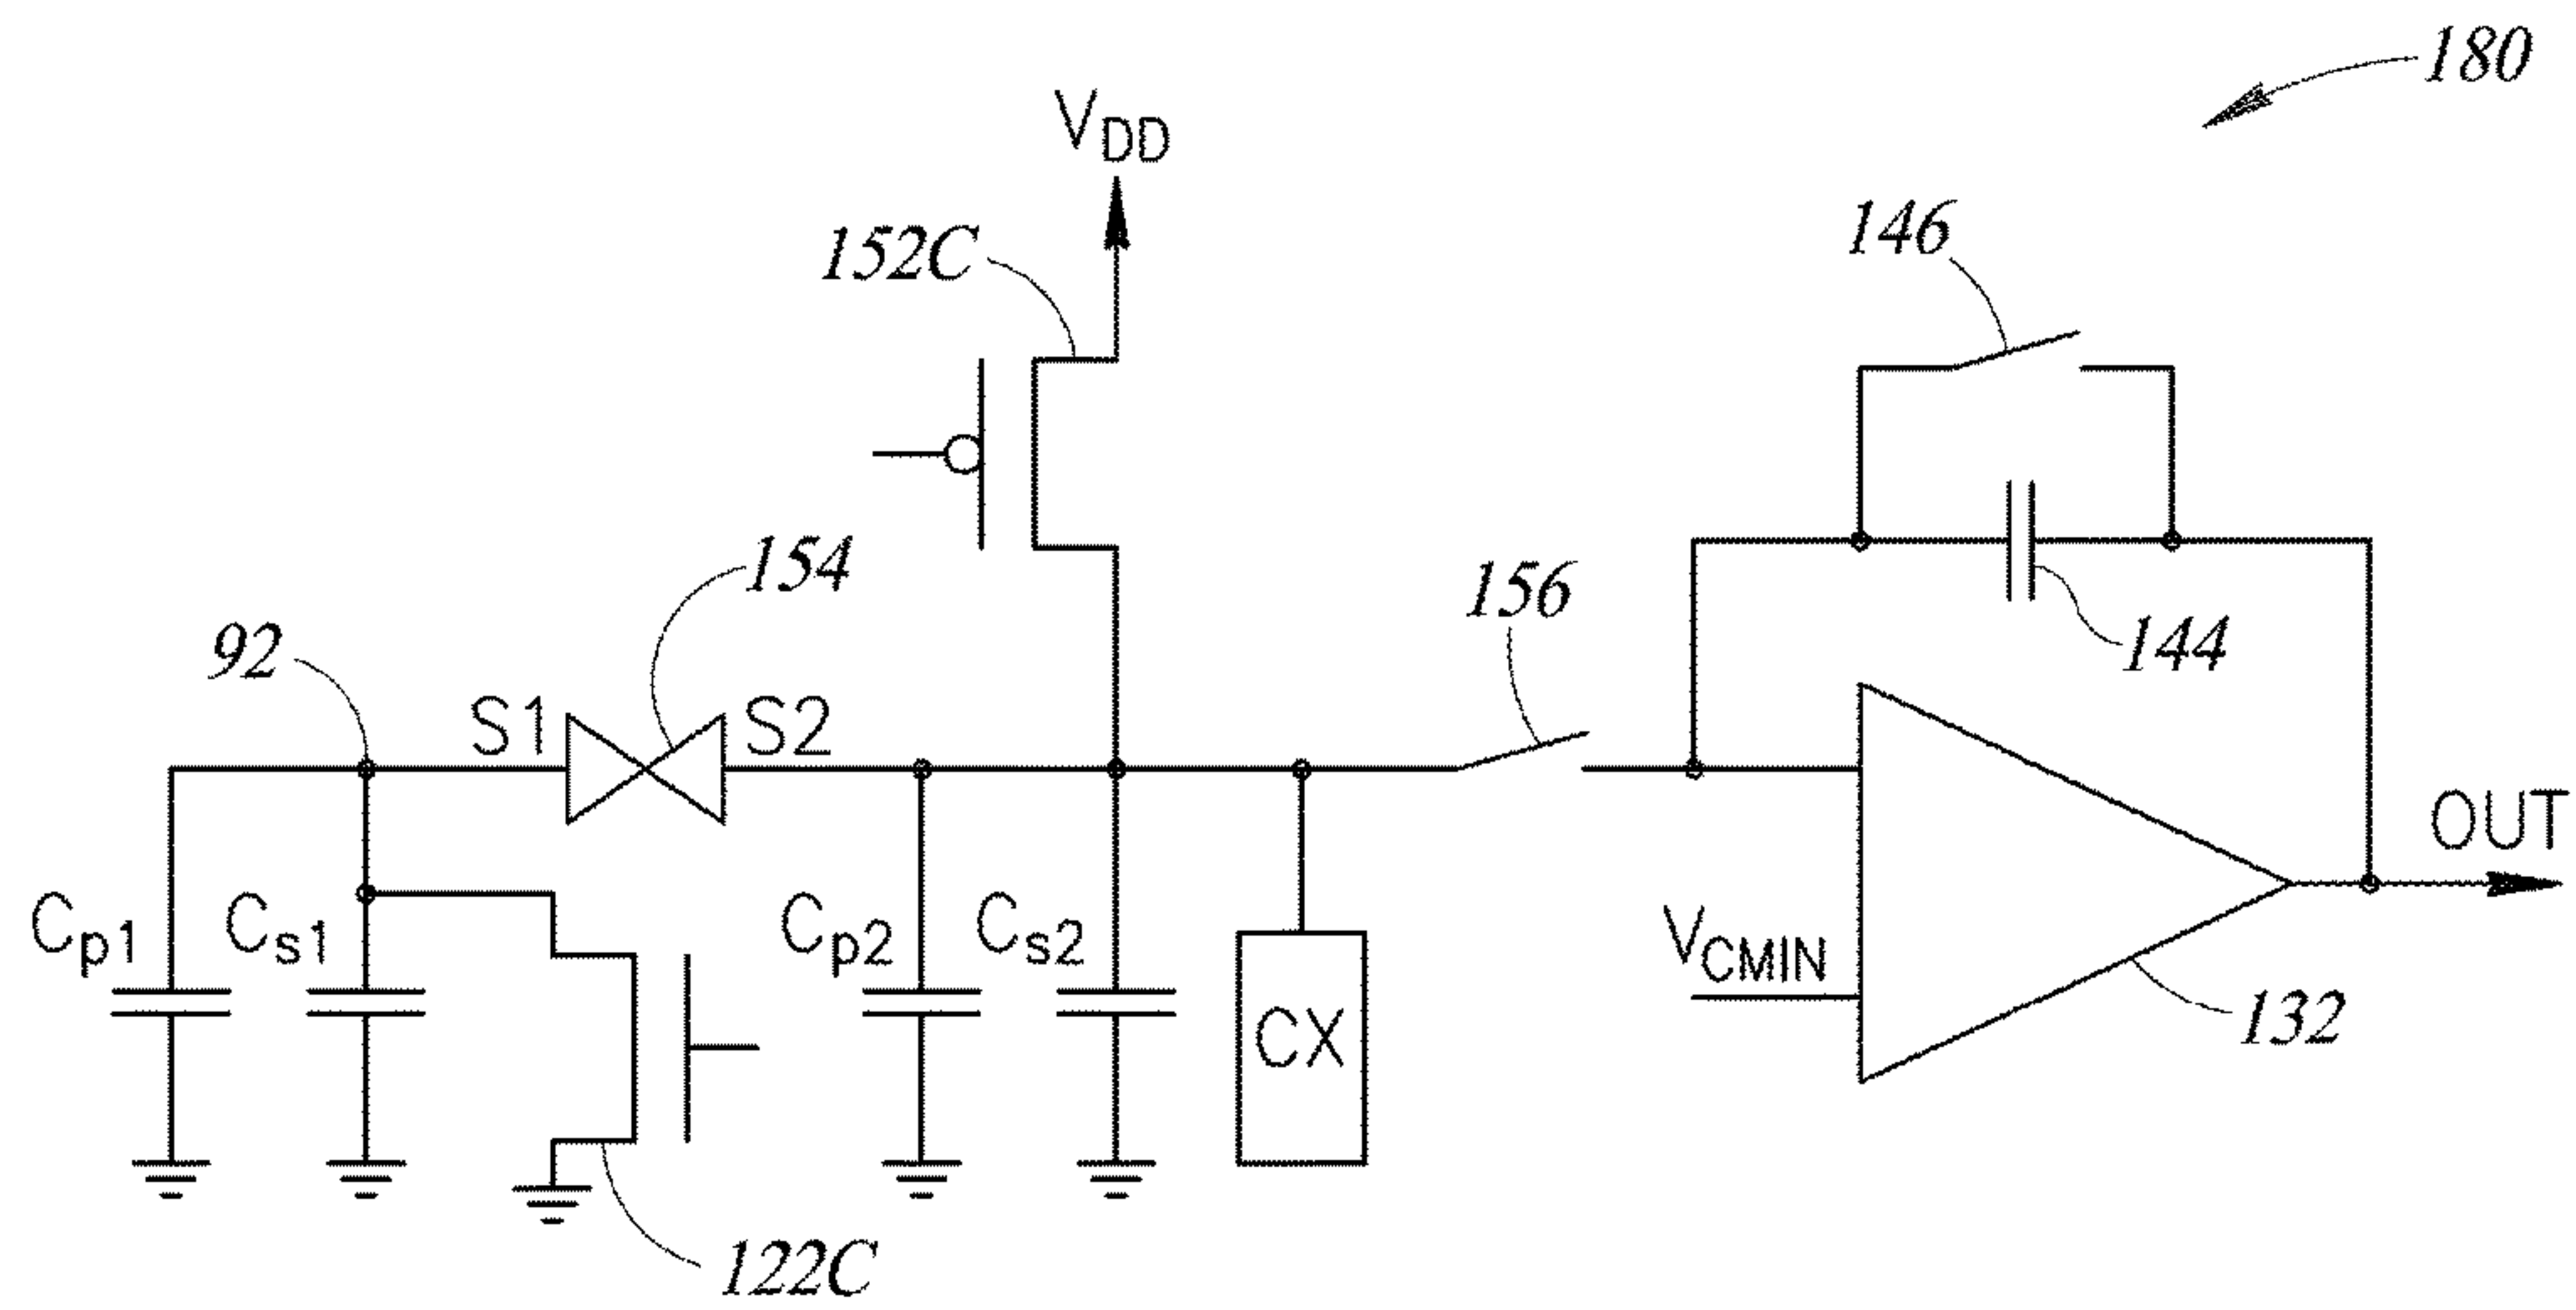 180
VDD
152C
146
154
156
144
92
S1
S2
OUT
Cp1
Cs1
Cp2
Cs2
VCMIN
CX
132
122C